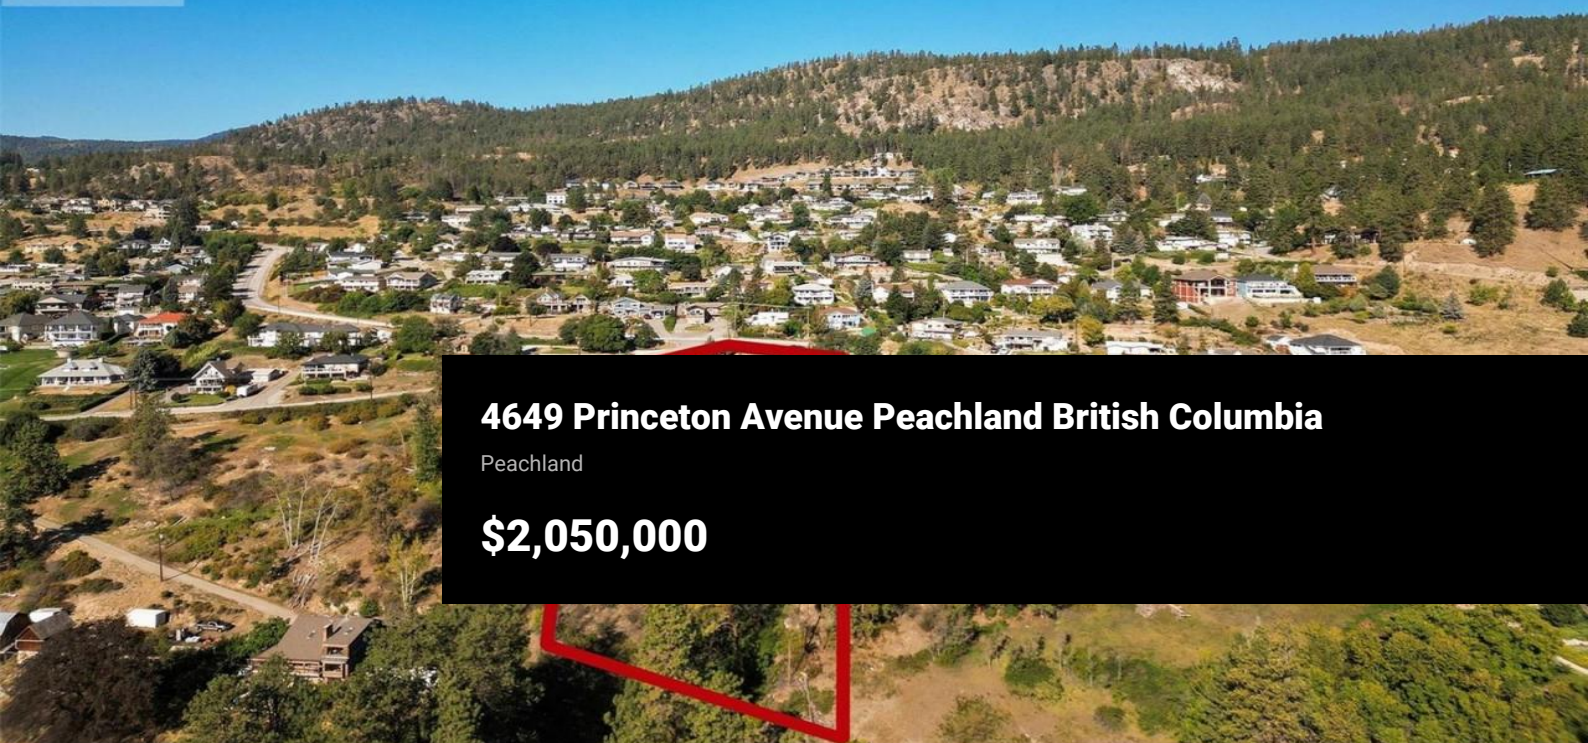 4649 Princeton Avenue Peachland British Columbia
Peachland
$2,050,000